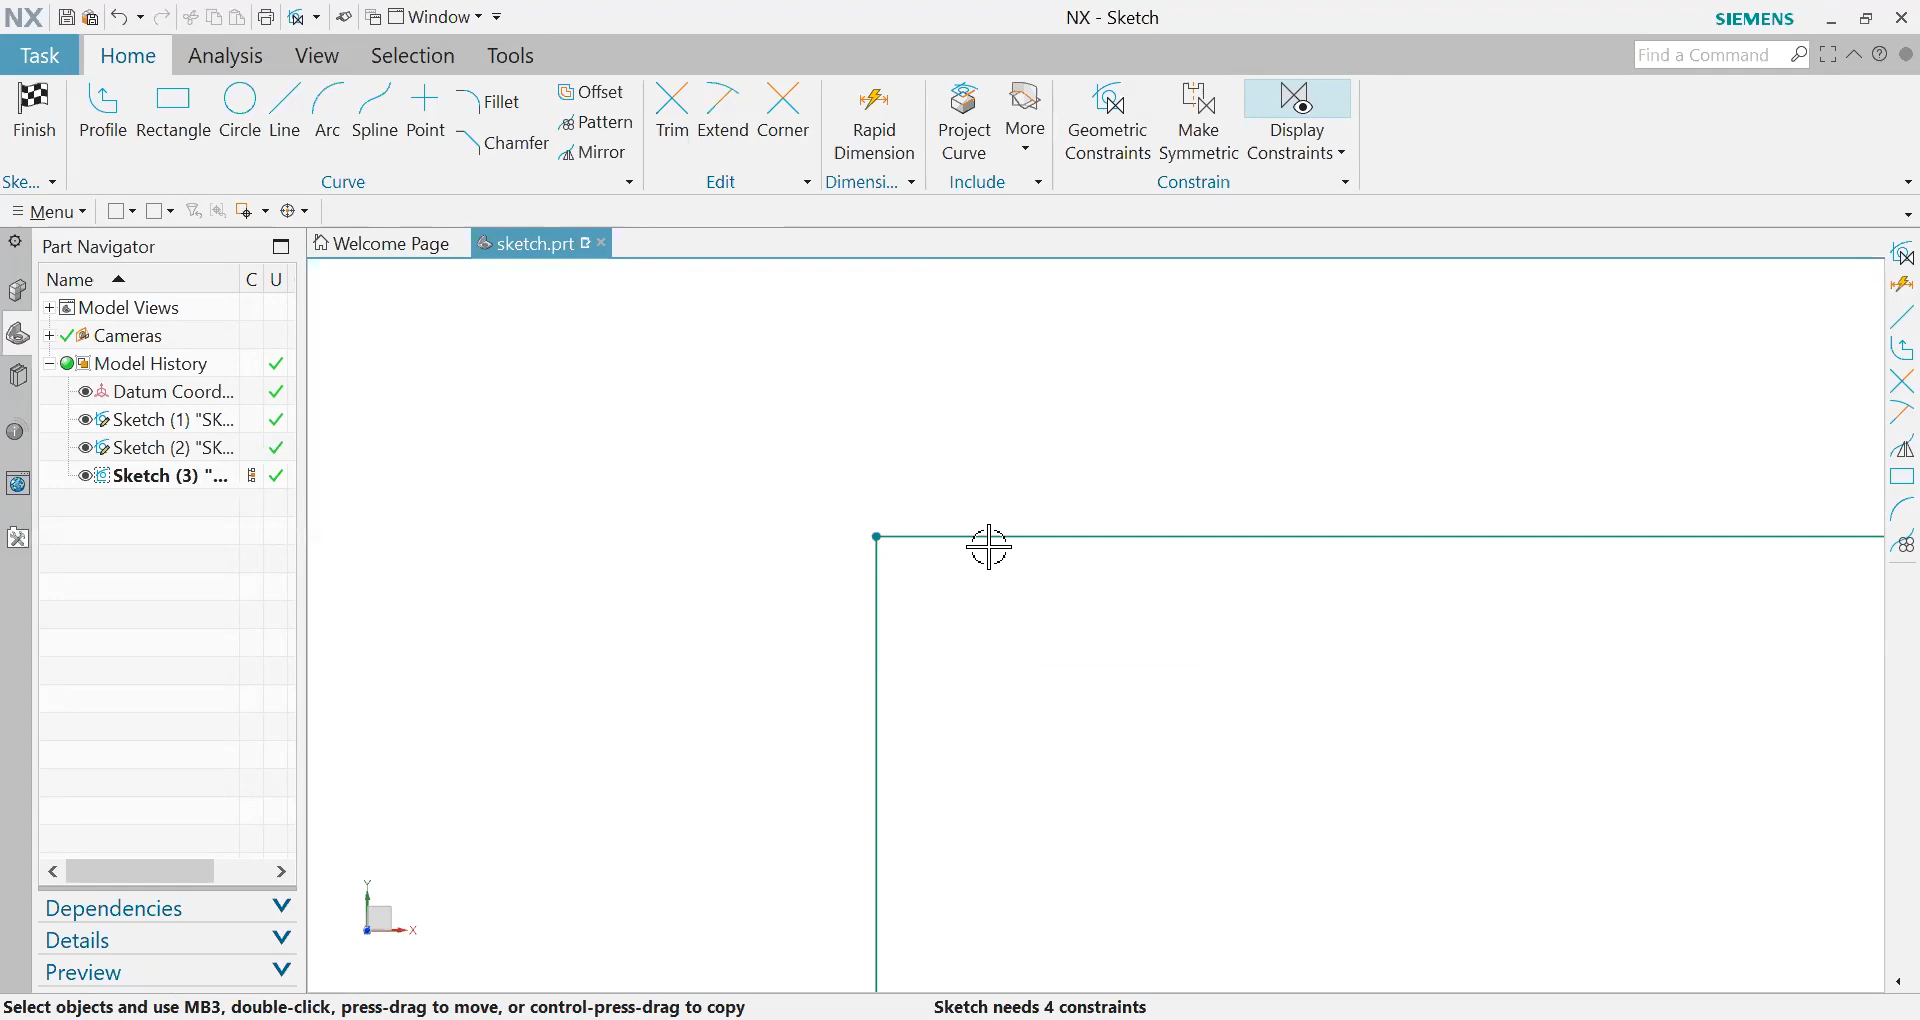 NX Window NX - Sketch SIEMENS
Task Home Analysis View Selection Tools Find a Command
Finish Profile Rectangle Circle Line Arc Spline Point Fillet Chamfer Offset Pattern Mirror Trim Extend Corner Rapid Dimension Project Curve More Geometric Constraints Make Symmetric Display Constraints
Ske... Curve Edit Dimensi... Include Constrain
Menu
Part Navigator Welcome Page sketch.prt
Name C U
Model Views
Cameras
Model History
Datum Coord...
Sketch (1) "SK...
Sketch (2) "SK...
Sketch (3) "...
Dependencies
Details
Preview
Y
X
Select objects and use MB3, double-click, press-drag to move, or control-press-drag to copy Sketch needs 4 constraints